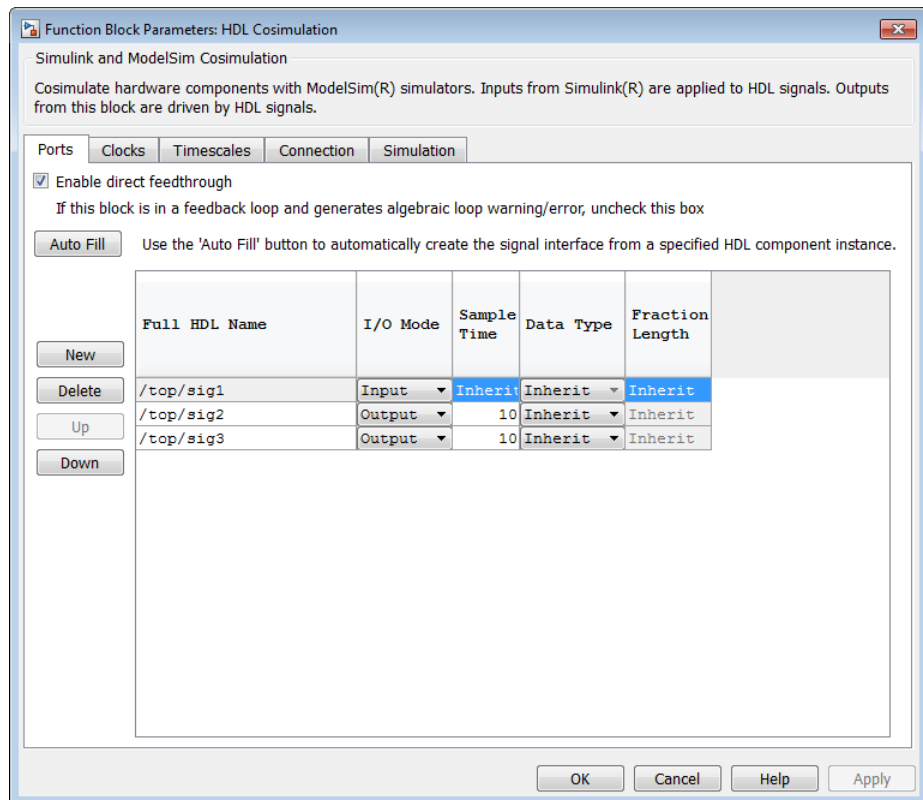 Function Block Parameters: HDL Cosimulation
Simulink and ModelSim Cosimulation
Cosimulate hardware components with ModelSim(R) simulators. Inputs from Simulink(R) are applied to HDL signals. Outputs
from this block are driven by HDL signals.
Ports Clocks Timescales Connection Simulation
Enable direct feedthrough
If this block is in a feedback loop and generates algebraic loop warning/error, uncheck this box
Auto Fill Use the 'Auto Fill' button to automatically create the signal interface from a specified HDL component instance.
Full HDL Name I/O Mode Sample Time Data Type Fraction Length
New
Delete /top/sig1 Input Inherit Inherit Inherit
/top/sig2 Output 10 Inherit Inherit
Up
/top/sig3 Output 10 Inherit Inherit
Down
OK Cancel Help Apply